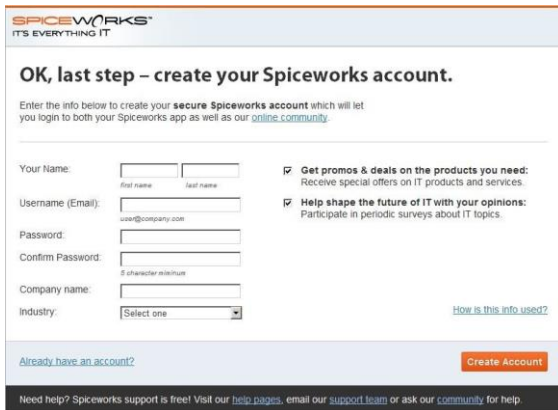 SPICEWORKS™
IT'S EVERYTHING IT
OK, last step – create your Spiceworks account.
Enter the info below to create your secure Spiceworks account which will let
you login to both your Spiceworks app as well as our online community.
Your Name:
first name last name
Username (Email):
user@company.com
Password:
Confirm Password:
5 character miminum
Company name:
Industry: Select one
Get promos & deals on the products you need:
Receive special offers on IT products and services.
Help shape the future of IT with your opinions:
Participate in periodic surveys about IT topics.
How is this info used?
Already have an account?
Create Account
Need help? Spiceworks support is free! Visit our help pages, email our support team or ask our community for help.